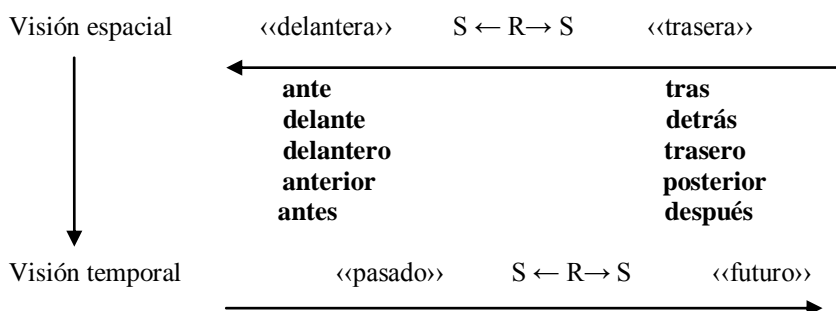 Visión espacial ‹‹delantera›› S ← R→ S ‹‹trasera››
ante tras
delante detrás
delantero trasero
anterior posterior
antes después
Visión temporal ‹‹pasado›› S ← R→ S ‹‹futuro››